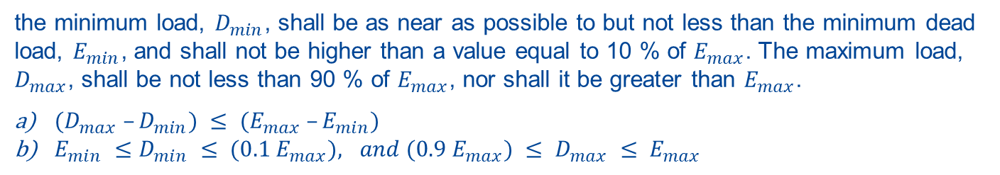 the minimum load, Dmin, shall be as near as possible to but not less than the minimum dead
load, Emin, and shall not be higher than a value equal to 10 % of Emax. The maximum load,
Dmax, shall be not less than 90 % of Emax, nor shall it be greater than Emax.
a) (Dmax – Dmin) ≤ (Emax – Emin)
b) Emin ≤ Dmin ≤ (0.1 Emax), and (0.9 Emax) ≤ Dmax ≤ Emax